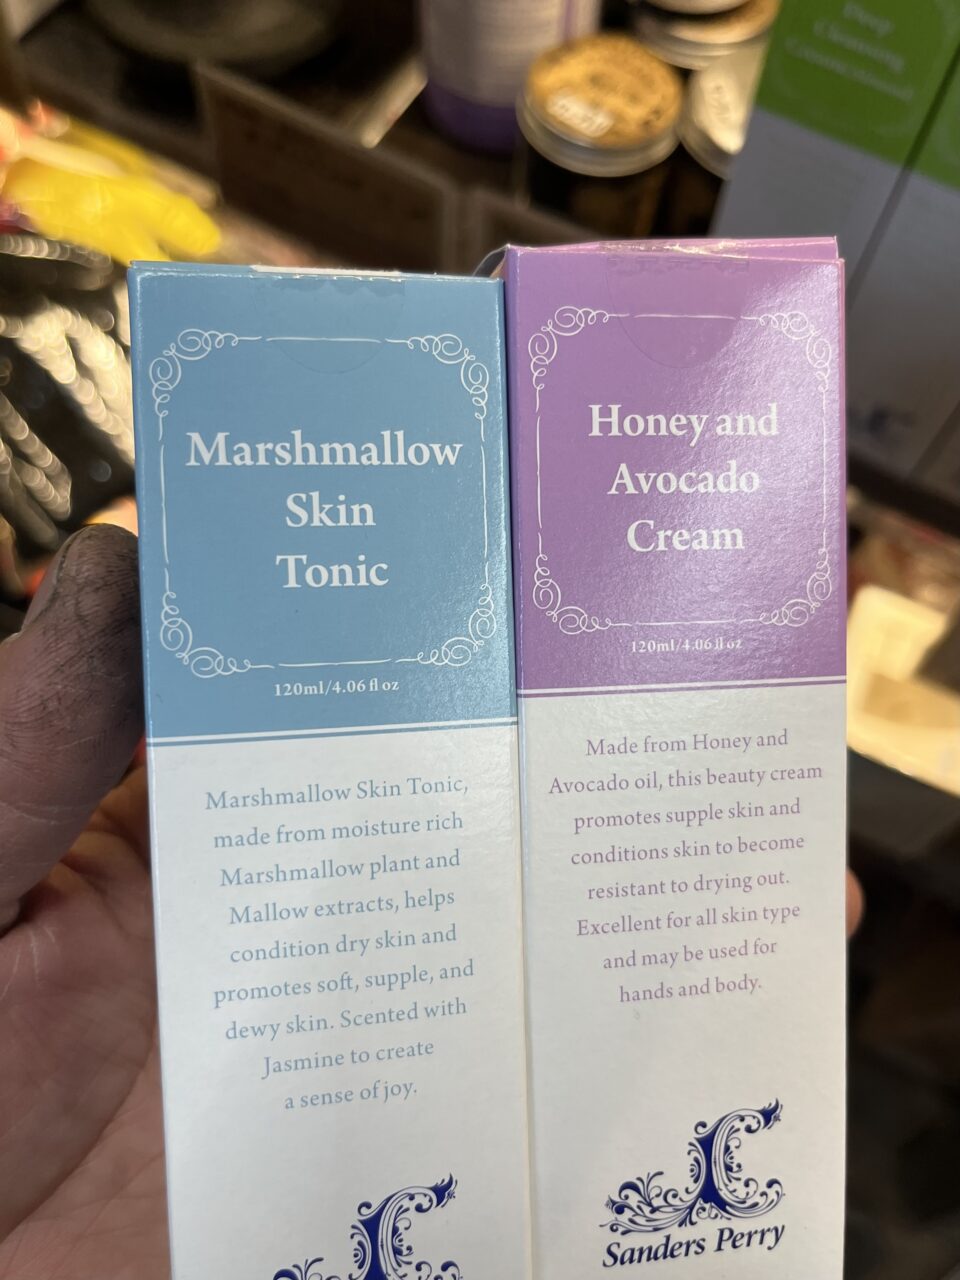 Deep
Cleansing
Marshmallow
Skin
Tonic
120ml/4.06 fl oz
Marshmallow Skin Tonic,
made from moisture rich
Marshmallow plant and
Mallow extracts, helps
condition dry skin and
promotes soft, supple, and
dewy skin. Scented with
Jasmine to create
a sense of joy.
Honey and
Avocado
Cream
120ml/4.06 fl oz
Made from Honey and
Avocado oil, this beauty cream
promotes supple skin and
conditions skin to become
resistant to drying out.
Excellent for all skin type
and may be used for
hands and body.
Sanders Perry